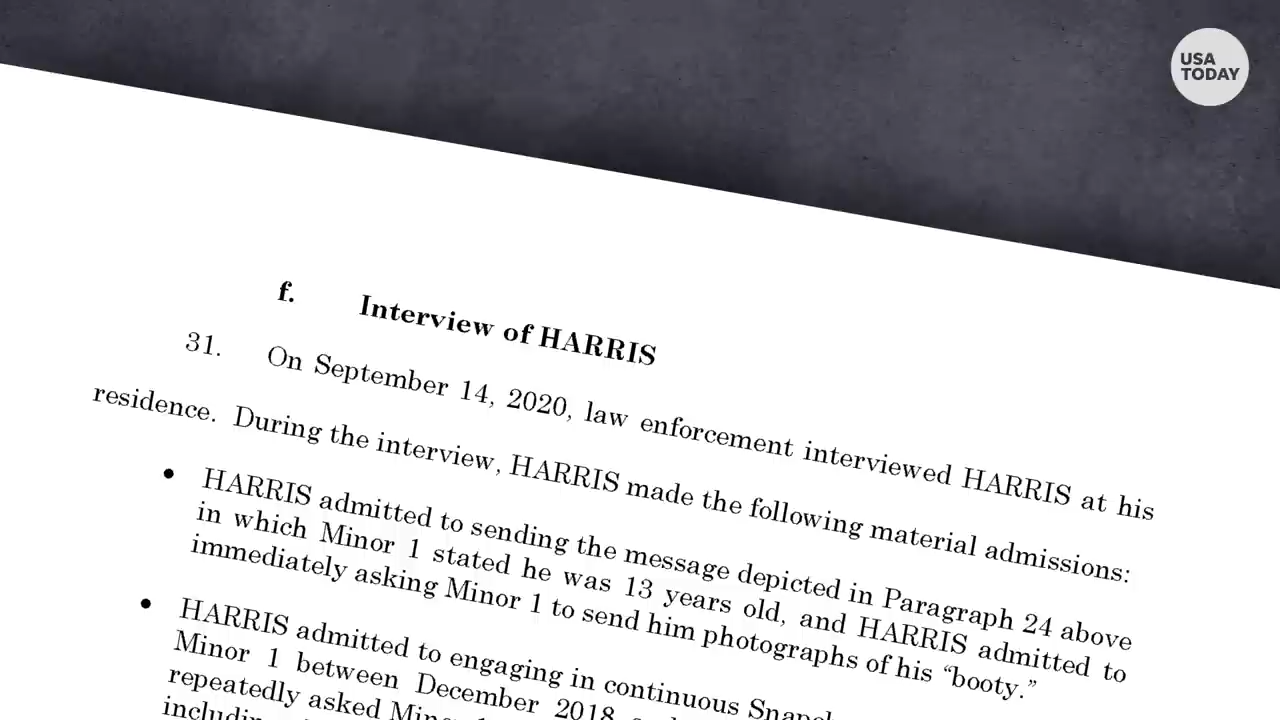 USA
TODAY
f. Interview of HARRIS
31. On September 14, 2020, law enforcement interviewed HARRIS at his
residence. During the interview, HARRIS made the following material admissions:
• HARRIS admitted to sending the message depicted in Paragraph 24 above
in which Minor 1 stated he was 13 years old, and HARRIS admitted to
immediately asking Minor 1 to send him photographs of his “booty.”
• HARRIS admitted to engaging in continuous
Minor 1 between December 2018
repeatedly asked